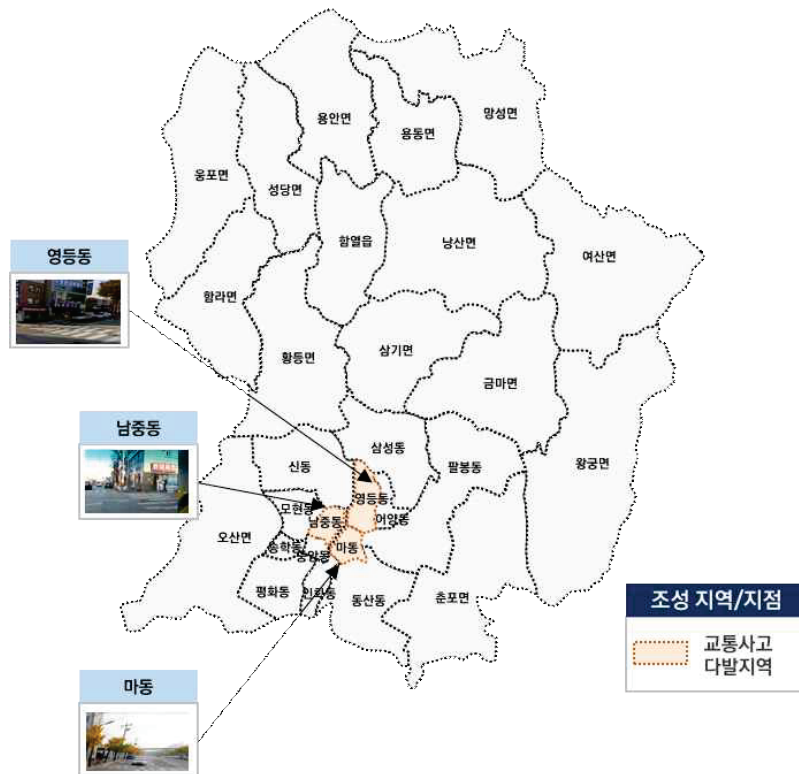 용안면
용동면
망성면
웅포면
성당면
함열읍
낭산면
여산면
영등동
함라면
황등면
삼기면
금마면
왕궁면
남중동
신동
삼성동
팔봉동
모현동
영등동
남중동
어양동
오산면
송학동
중앙동
마동
평화동
인화동
동산동
춘포면
조성 지역/지점
교통사고
다발지역
마동